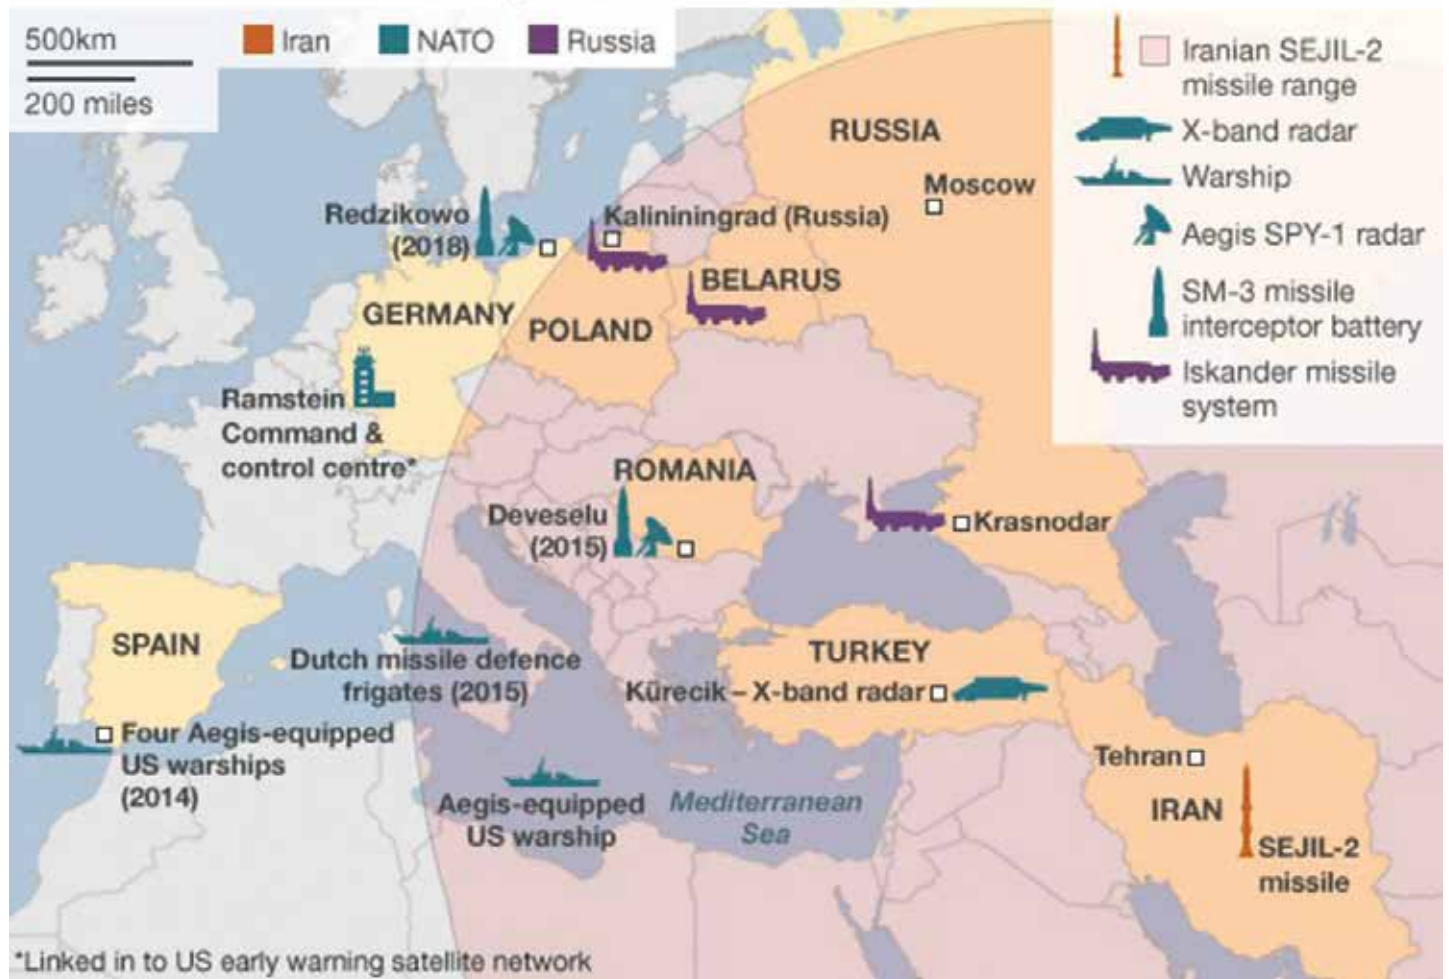 500km
200 miles
Iran
NATO
Russia
Iranian SEJIL-2
missile range
X-band radar
Warship
Aegis SPY-1 radar
SM-3 missile
interceptor battery
Iskander missile
system
RUSSIA
Moscow
Redzikowo
(2018)
Kalininingrad (Russia)
BELARUS
GERMANY
POLAND
Ramstein
Command &
control centre*
ROMANIA
Deveselu
(2015)
Krasnodar
SPAIN
Dutch missile defence
frigates (2015)
TURKEY
Kürecik – X-band radar
Four Aegis-equipped
US warships
(2014)
Tehran
Aegis-equipped
US warship
Mediterranean
Sea
IRAN
SEJIL-2
missile
*Linked in to US early warning satellite network